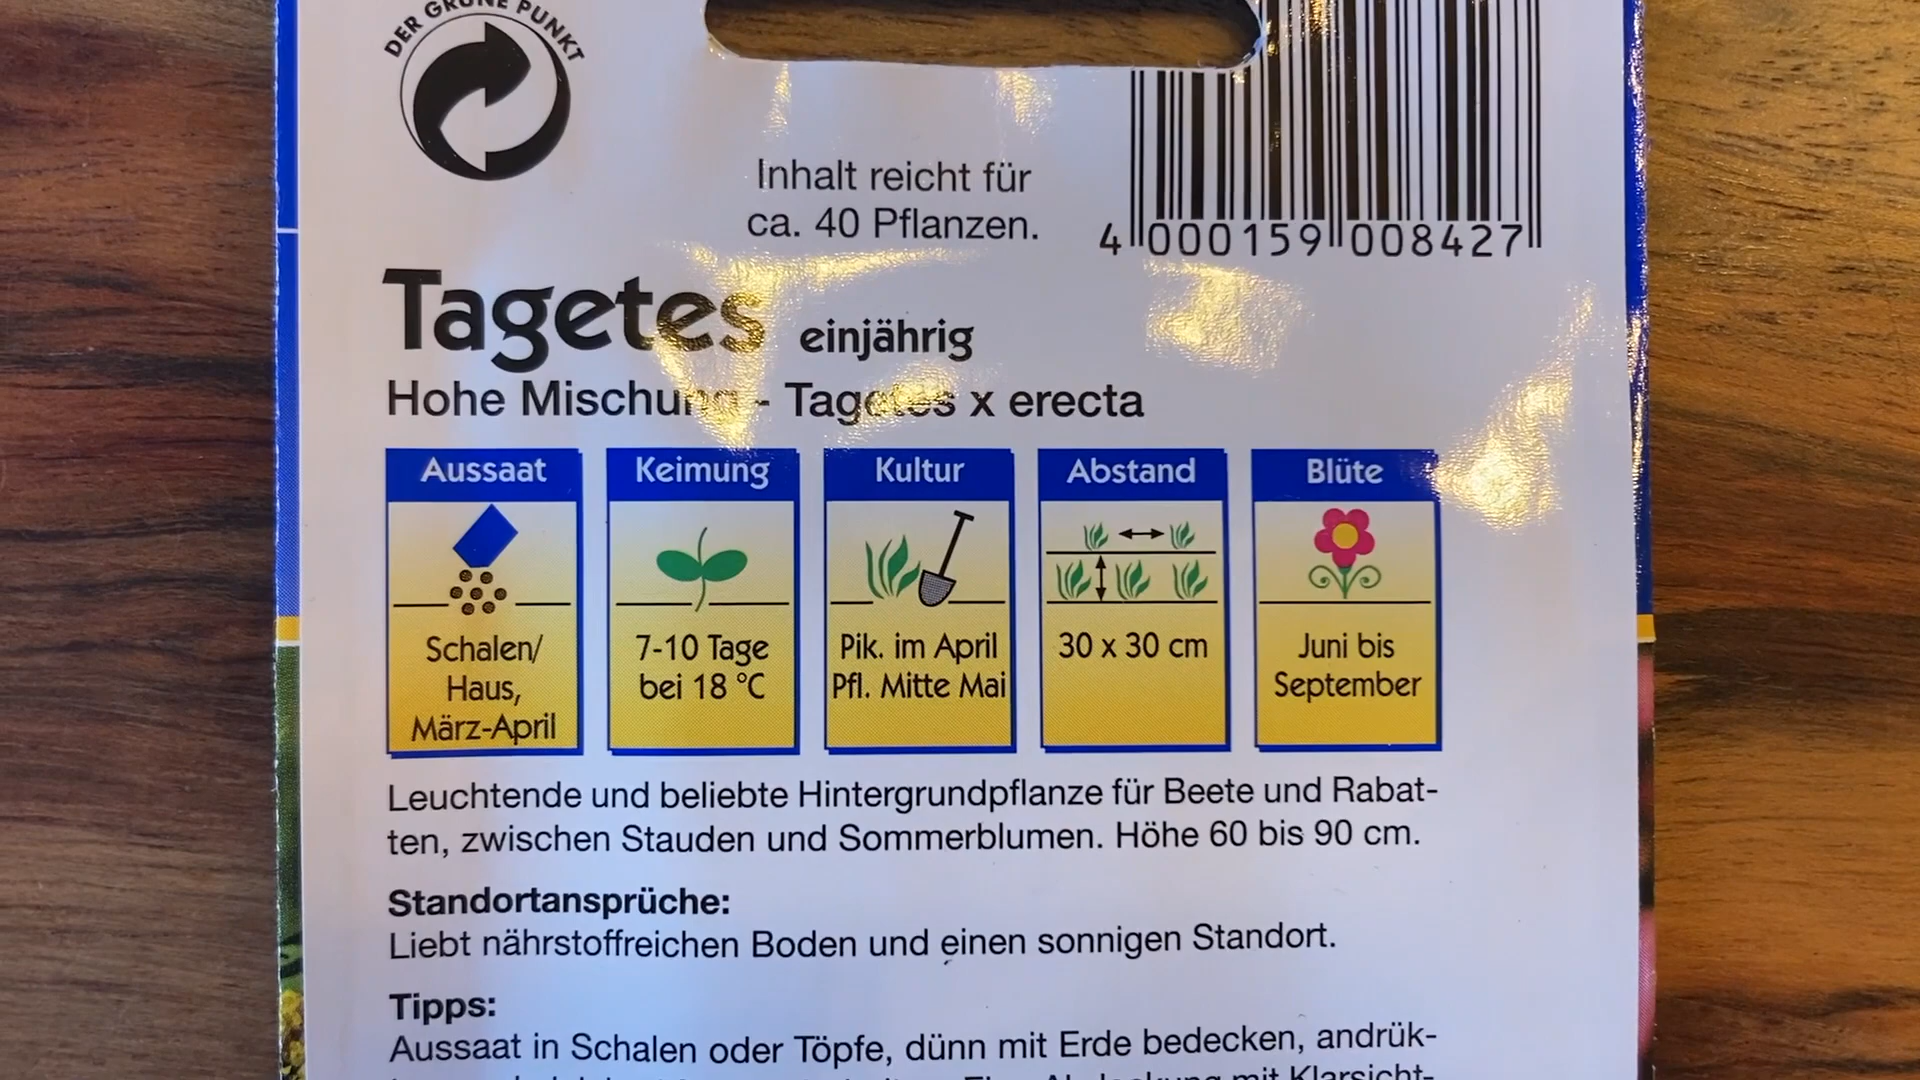 DER GRÜNE PUNKT
Inhalt reicht für
ca. 40 Pflanzen.
4 000159 008427
Tagetes einjährig
Hohe Mischung - Tagetes x erecta
Aussaat
Schalen/
Haus,
März-April
Keimung
7-10 Tage
bei 18 °C
Kultur
Pik. im April
Pfl. Mitte Mai
Abstand
30 x 30 cm
Blüte
Juni bis
September
Leuchtende und beliebte Hintergrundpflanze für Beete und Rabat-
ten, zwischen Stauden und Sommerblumen. Höhe 60 bis 90 cm.
Standortansprüche:
Liebt nährstoffreichen Boden und einen sonnigen Standort.
Tipps:
Aussaat in Schalen oder Töpfe, dünn mit Erde bedecken, andrük-
mit Klarsicht-